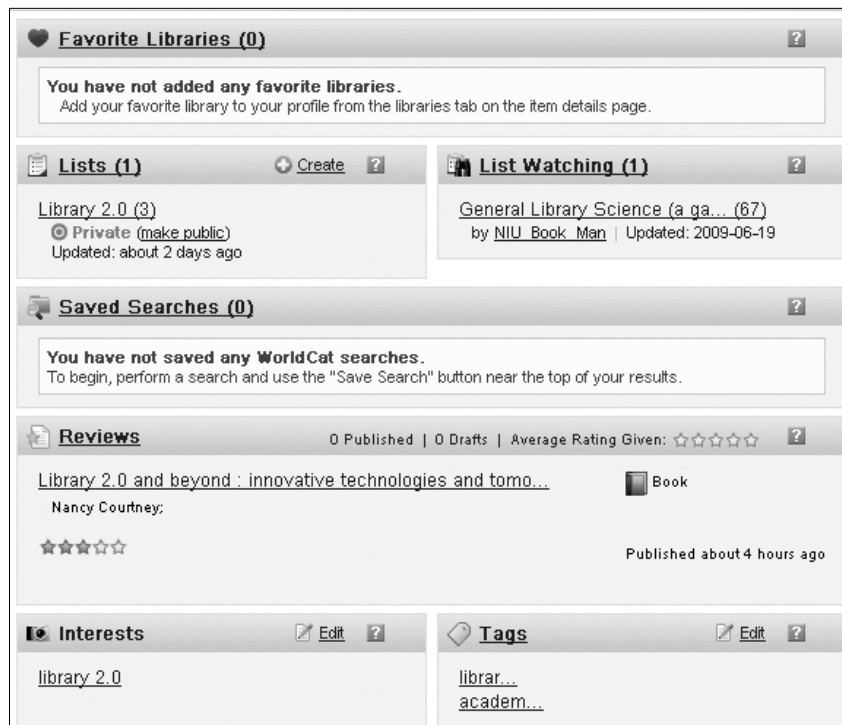 Favorite Libraries (0) ?
You have not added any favorite libraries.
Add your favorite library to your profile from the libraries tab on the item details page.
Lists (1) Create ?
Library 2.0 (3)
Private (make public)
Updated: about 2 days ago
List Watching (1) ?
General Library Science (a ga... (67)
by NIU_Book_Man | Updated: 2009-06-19
Saved Searches (0) ?
You have not saved any WorldCat searches.
To begin, perform a search and use the "Save Search" button near the top of your results.
Reviews 0 Published | 0 Drafts | Average Rating Given: ?
Library 2.0 and beyond : innovative technologies and tomo... Book
Nancy Courtney;
Published about 4 hours ago
Interests Edit ?
library 2.0
Tags Edit ?
librar...
academ...